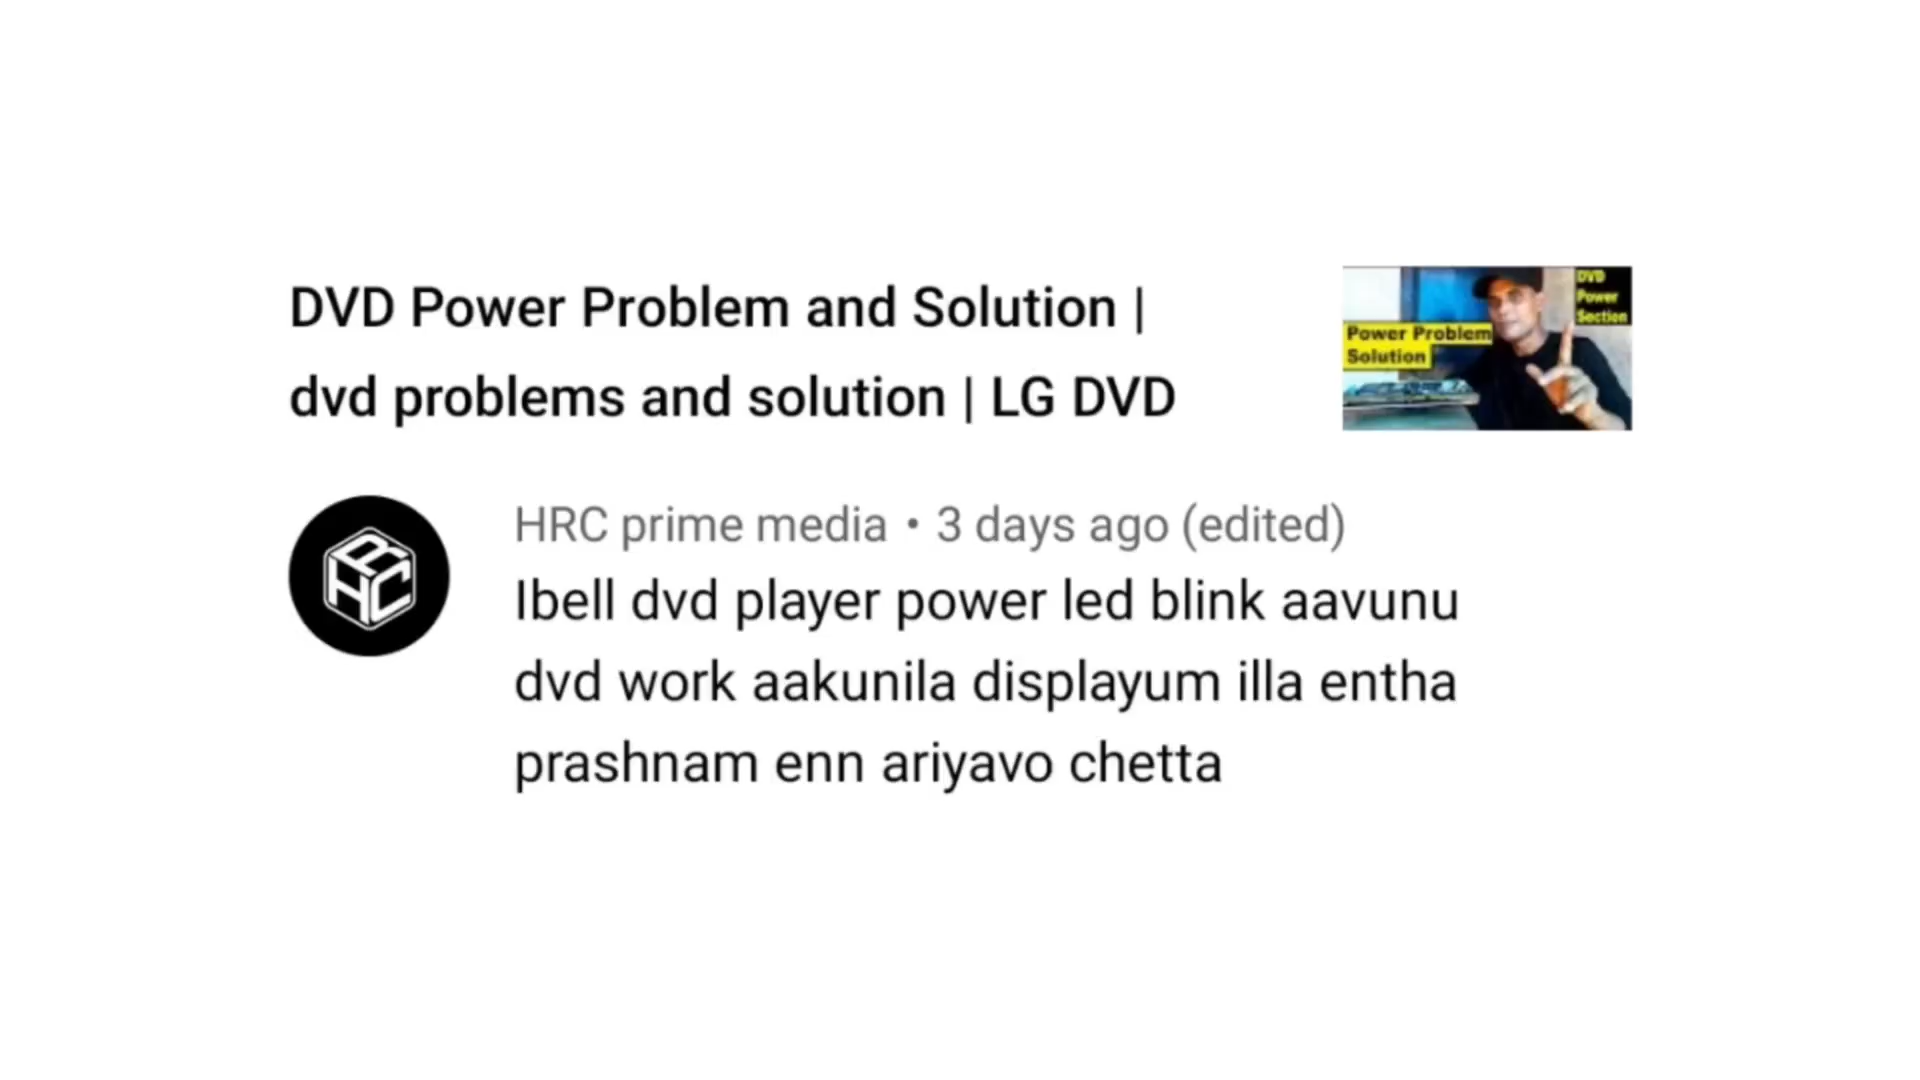 DVD Power Problem and Solution |
dvd problems and solution | LG DVD
DVD
Power
Section
Power Problem
Solution
HRC
HRC prime media • 3 days ago (edited)
Ibell dvd player power led blink aavunu
dvd work aakunila displayum illa entha
prashnam enn ariyavo chetta